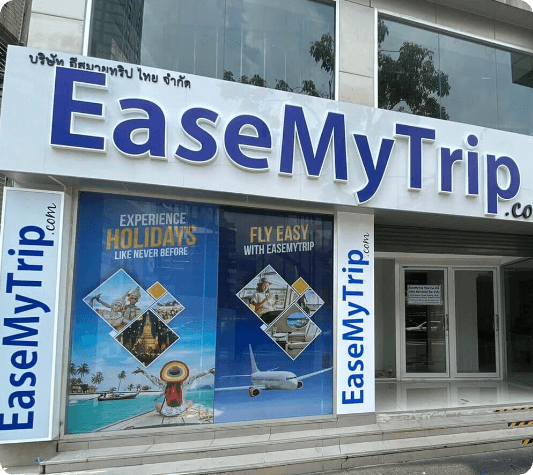 บริษัท อีสมายทริป ไทย จำกัด
EaseMyTrip
.co
EaseMyTrip.com
EXPERIENCE
HOLIDAYS
LIKE NEVER BEFORE
FLY EASY
WITH EASEMYTRIP
EaseMyTrip.com